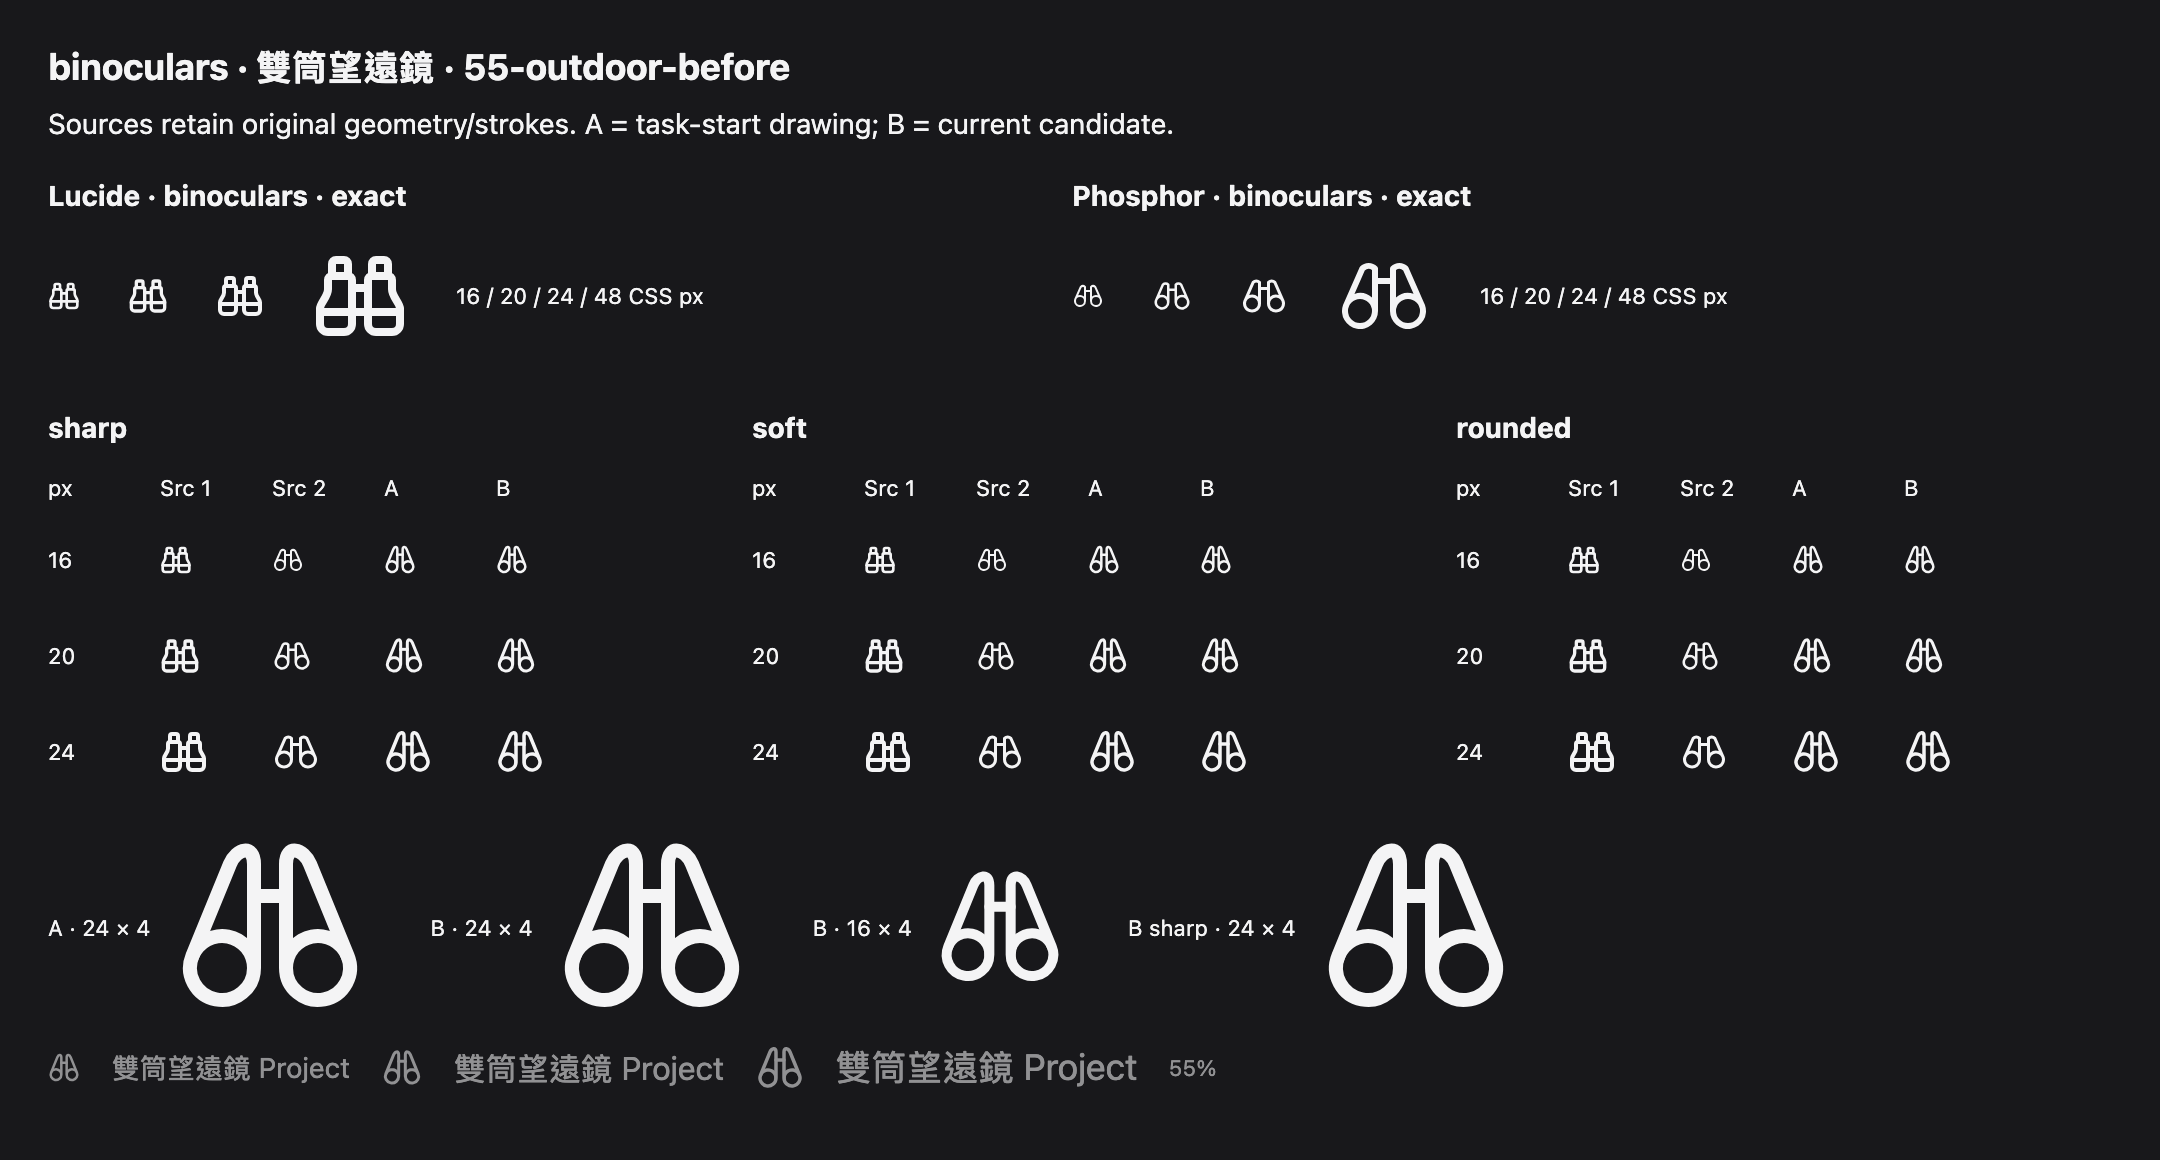 binoculars · 雙筒望遠鏡 · 55-outdoor-before
Sources retain original geometry/strokes. A = task-start drawing; B = current candidate.
Lucide · binoculars · exact
16 / 20 / 24 / 48 CSS px
Phosphor · binoculars · exact
16 / 20 / 24 / 48 CSS px
sharp
px Src 1 Src 2 A B
16
20
24
soft
px Src 1 Src 2 A B
16
20
24
rounded
px Src 1 Src 2 A B
16
20
24
A · 24 × 4
B · 24 × 4
B · 16 × 4
B sharp · 24 × 4
雙筒望遠鏡 Project
雙筒望遠鏡 Project
雙筒望遠鏡 Project
55%